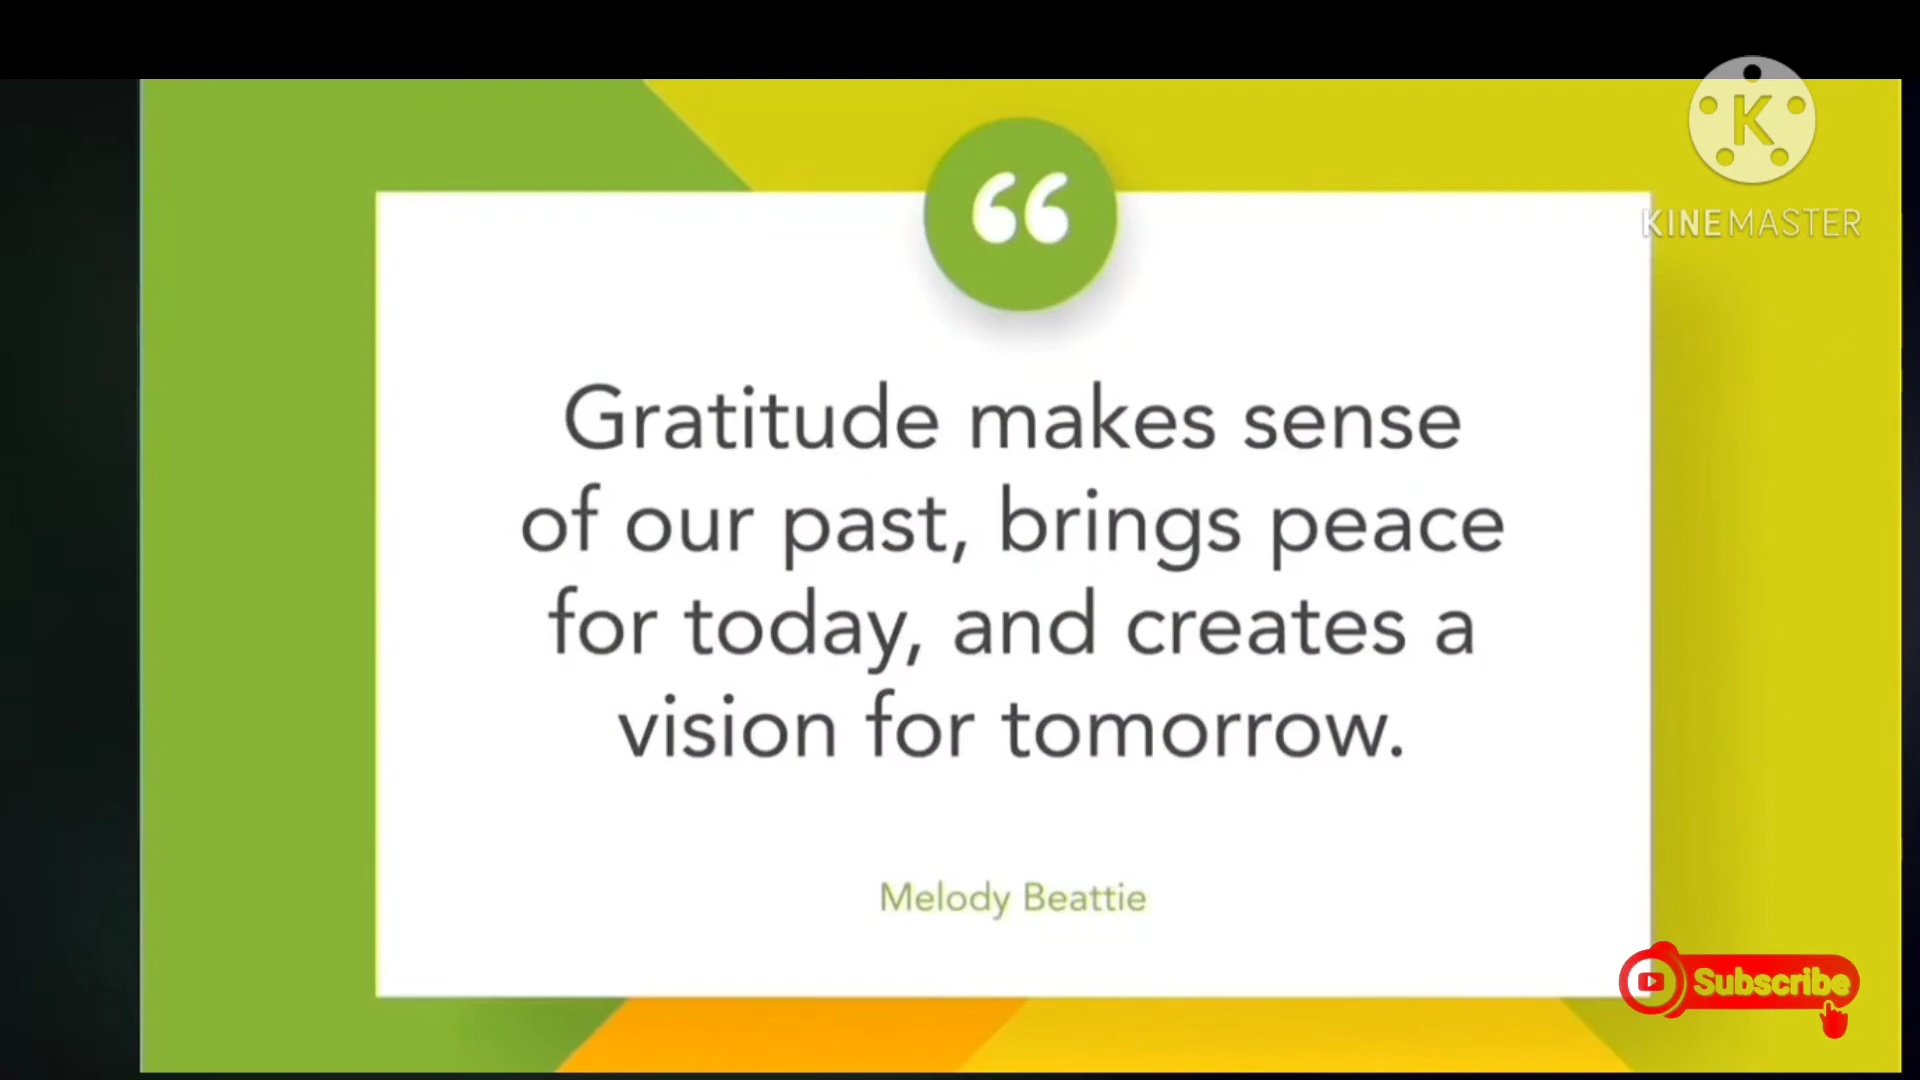 K
KINEMASTER
“
Gratitude makes sense
of our past, brings peace
for today, and creates a
vision for tomorrow.
Melody Beattie
Subscribe